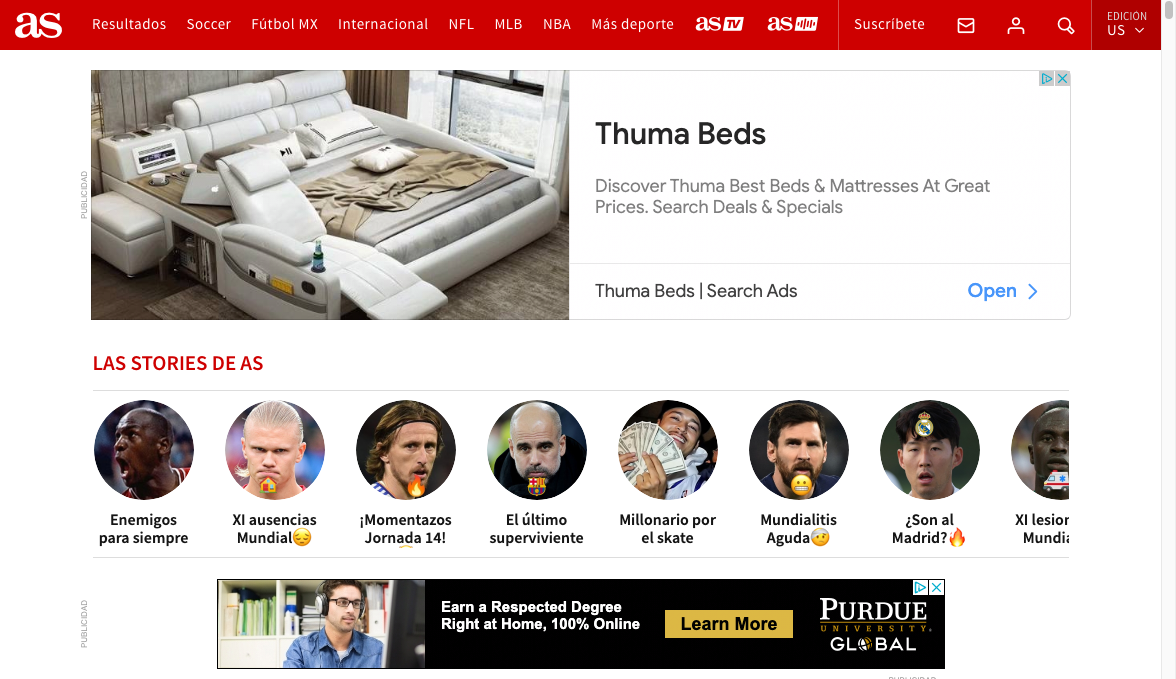 as
Resultados
Soccer
Fútbol MX
Internacional
NFL
MLB
NBA
Más deporte
as TV
as
Suscríbete
EDICIÓN
US
PUBLICIDAD
Thuma Beds
Discover Thuma Best Beds & Mattresses At Great
Prices. Search Deals & Specials
Thuma Beds | Search Ads
Open
LAS STORIES DE AS
Enemigos
para siempre
XI ausencias
Mundial😔
¡Momentazos
Jornada 14!
El último
superviviente
Millonario por
el skate
Mundialitis
Aguda🤕
¿Son al
Madrid?🔥
XI lesion
Mundia
PUBLICIDAD
Earn a Respected Degree
Right at Home, 100% Online
Learn More
PURDUE
UNIVERSITY
GLOBAL
PUBLICIDAD